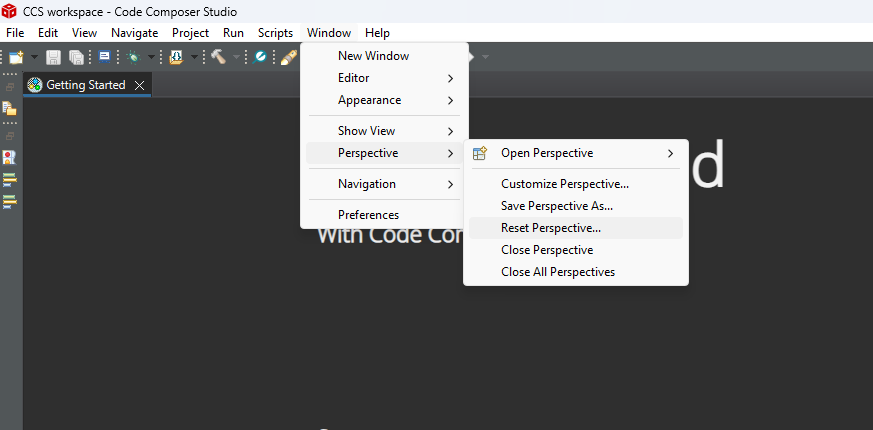 CCS workspace - Code Composer Studio
File Edit View Navigate Project Run Scripts Window Help
Getting Started
New Window
Editor
Appearance
Show View
Perspective
Navigation
Preferences
Open Perspective
Customize Perspective...
Save Perspective As...
Reset Perspective...
Close Perspective
Close All Perspectives
d
With Code Com